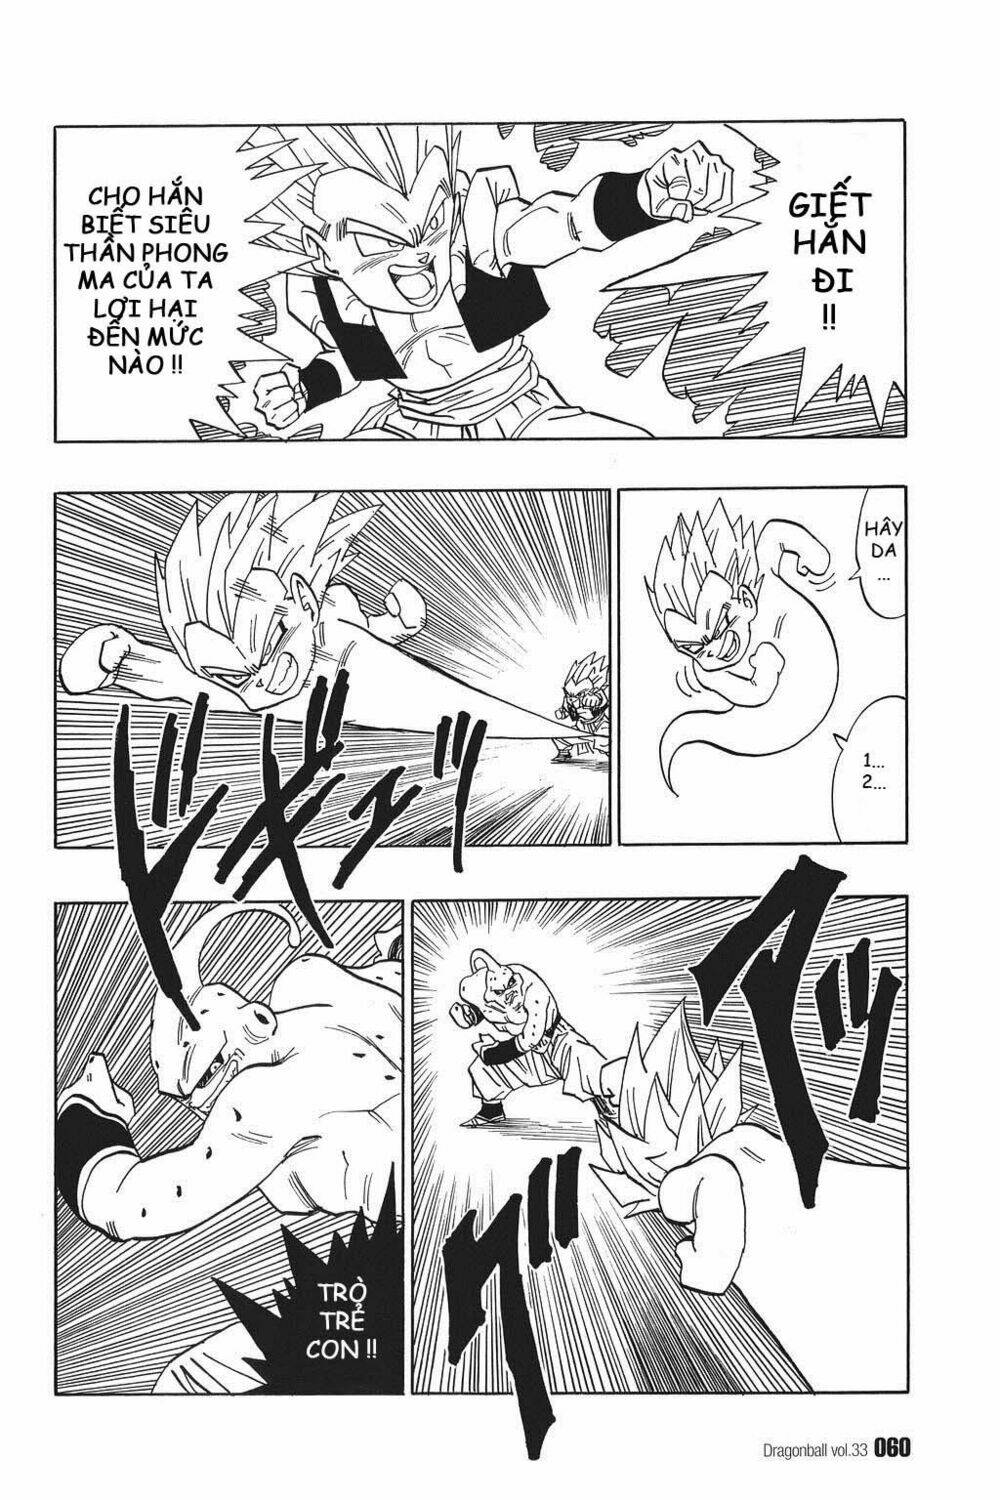 GIẾT
HẮN
ĐI
!!
CHO HẮN
BIẾT SIÊU
THẦN PHONG
MA CỦA TA
LỢI HẠI
ĐẾN MỨC
NÀO !!
HÂY
DA
...
1...
2...
ドギュッ
グアッ
TRÒ
TRẺ
CON !!
Dragonball vol.33 060